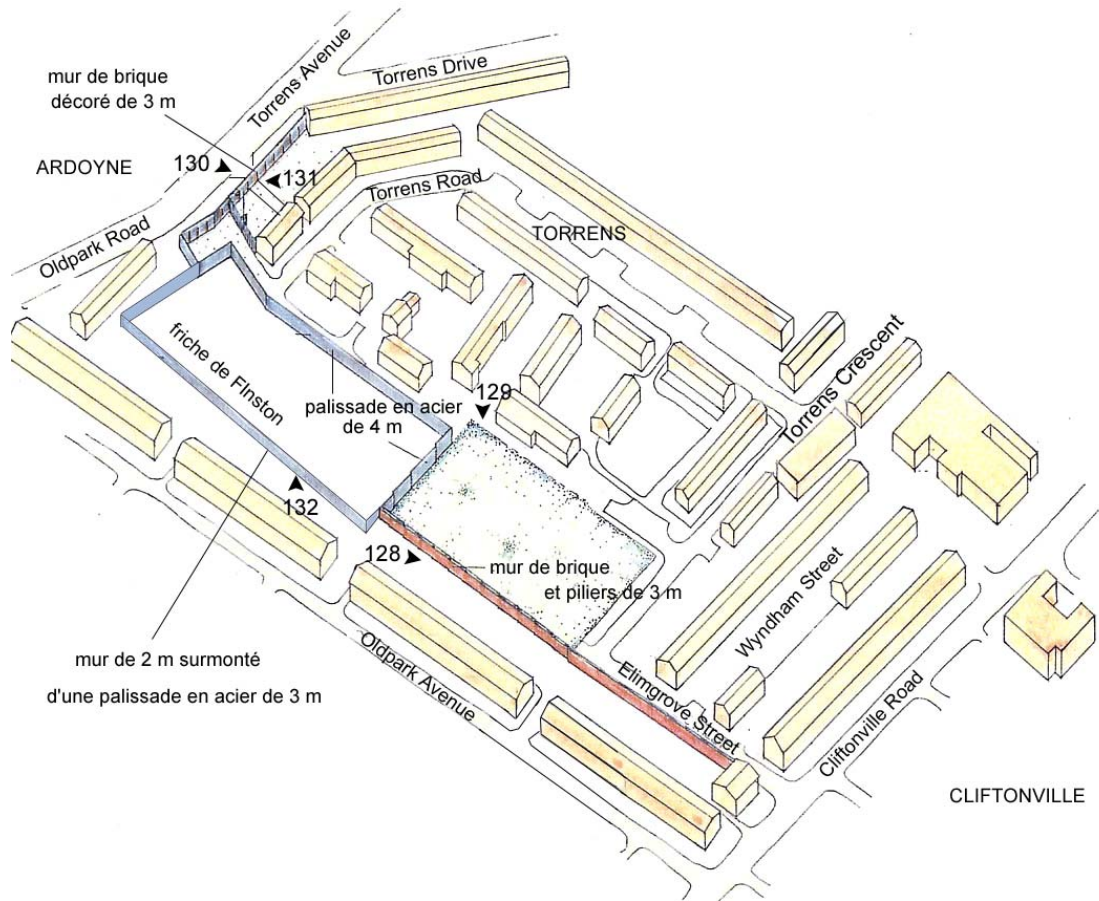 Torrens Avenue
Torrens Drive
mur de brique
décoré de 3 m
ARDOYNE
130
131
Torrens Road
Oldpark Road
TORRENS
friche de FInston
palissade en acier
de 4 m
129
Torrens Crescent
132
128
mur de brique
et piliers de 3 m
Wyndham Street
mur de 2 m surmonté
d'une palissade en acier de 3 m
Oldpark Avenue
Elimgrove Street
Cliftonville Road
CLIFTONVILLE